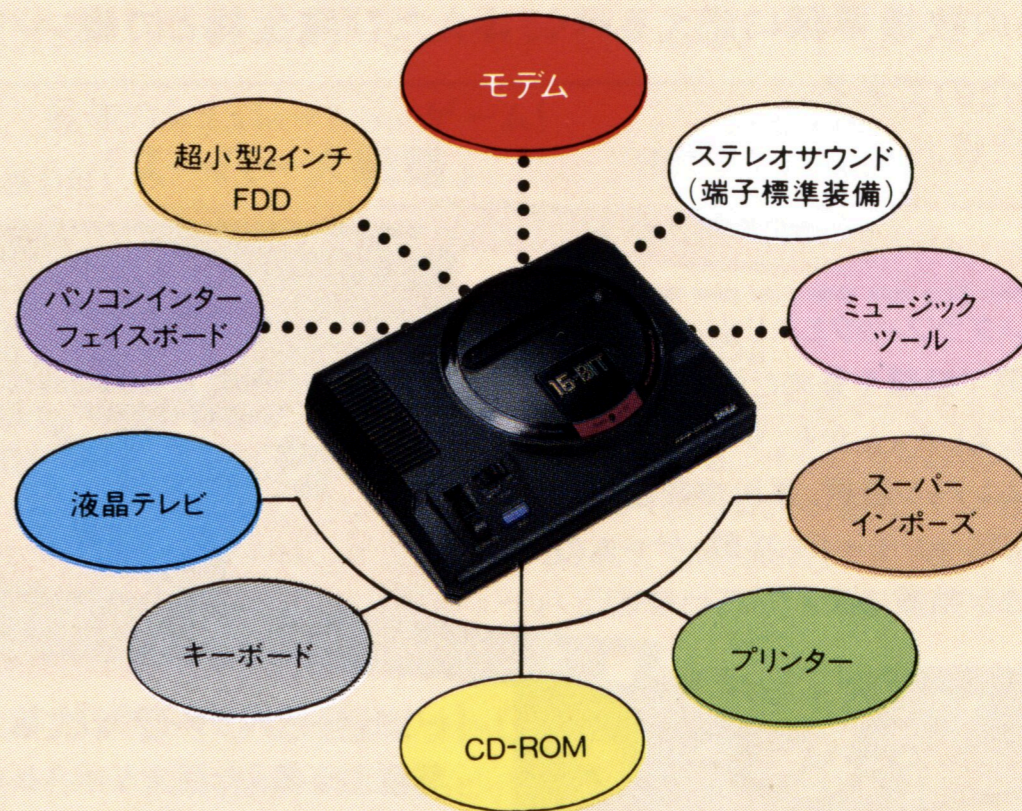 モデム
超小型2インチ
FDD
ステレオサウンド
(端子標準装備)
パソコンインター
フェイスボード
ミュージック
ツール
16-BIT
液晶テレビ
スーパー
インポーズ
キーボード
プリンター
CD-ROM